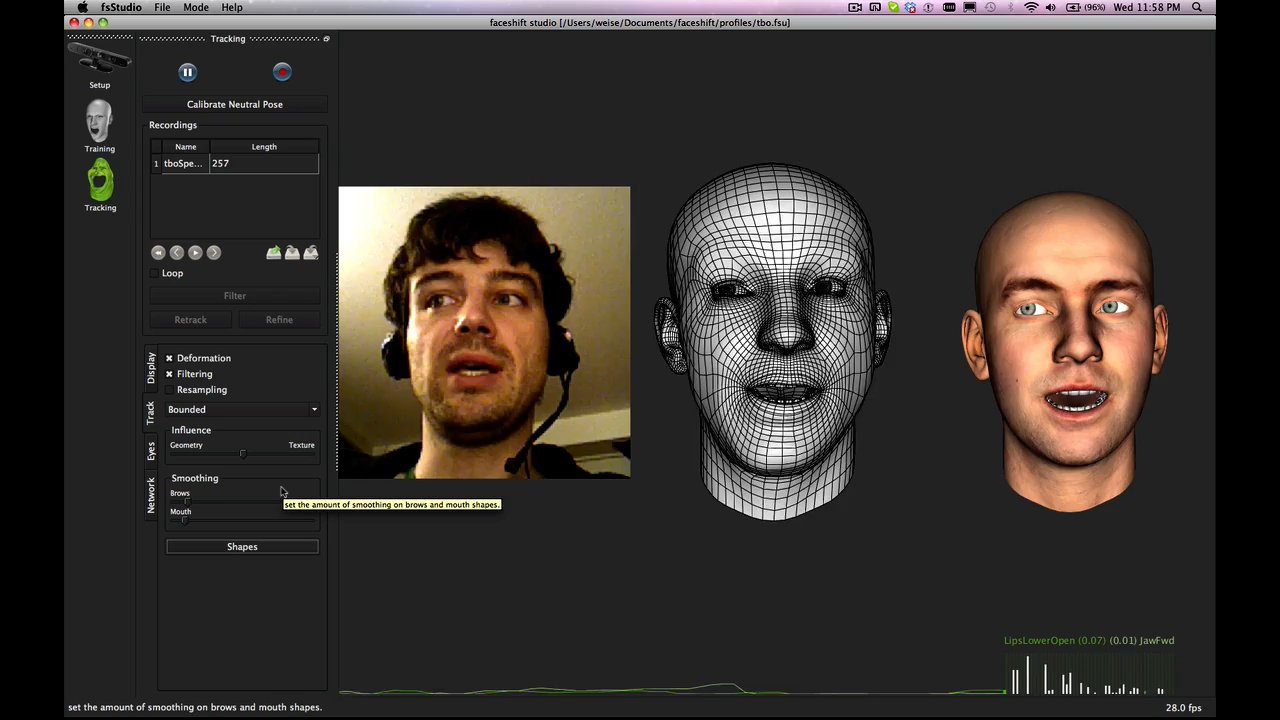 fsStudio File Mode Help
(96%) Wed 11:58 PM
faceshift studio [/Users/weise/Documents/faceshift/profiles/tbo.fsu]
Setup
Training
Tracking
Tracking
Calibrate Neutral Pose
Recordings
Name Length
1 tboSpe... 257
Loop
Filter
Retrack Refine
Display
Track
Eyes
Network
Deformation
Filtering
Resampling
Bounded
Influence
Geometry Texture
Smoothing
Brows
set the amount of smoothing on brows and mouth shapes.
Mouth
Shapes
LipsLowerOpen (0.07) (0.01) JawFwd
set the amount of smoothing on brows and mouth shapes.
28.0 fps